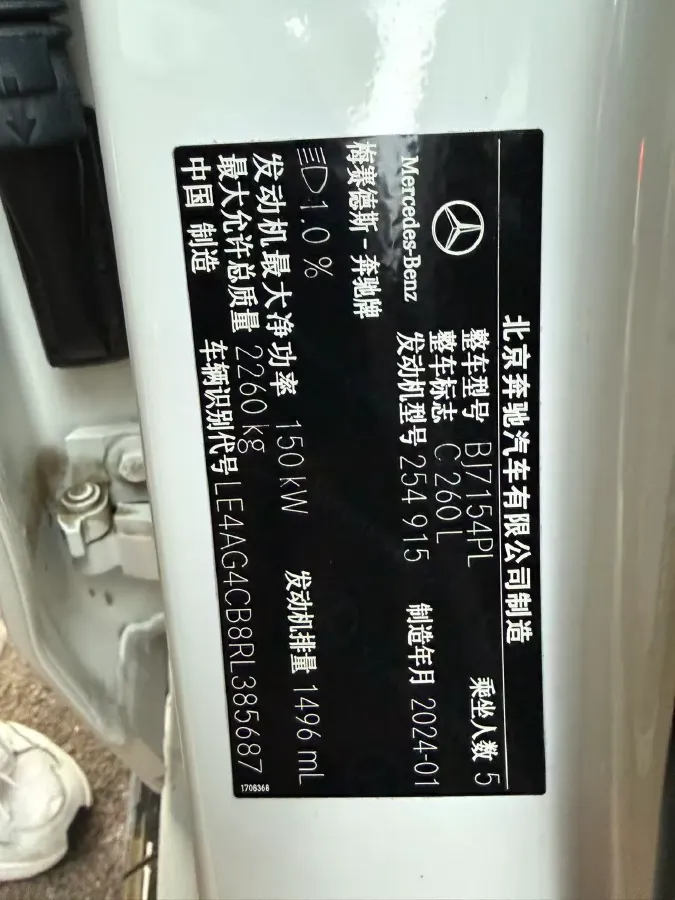 北京奔驰汽车有限公司制造
Mercedes-Benz
梅赛德斯-奔驰牌
整车型号 BJ7154PL 乘坐人数 5
整车标志 C 260 L
发动机型号 254 915 制造年月 2024-01
1.0 %
发动机最大净功率 150 kW 发动机排量 1496 mL
最大允许总质量 2260 kg
中国 制造 车辆识别代号 LE4AG4CB8RL385687
1708368